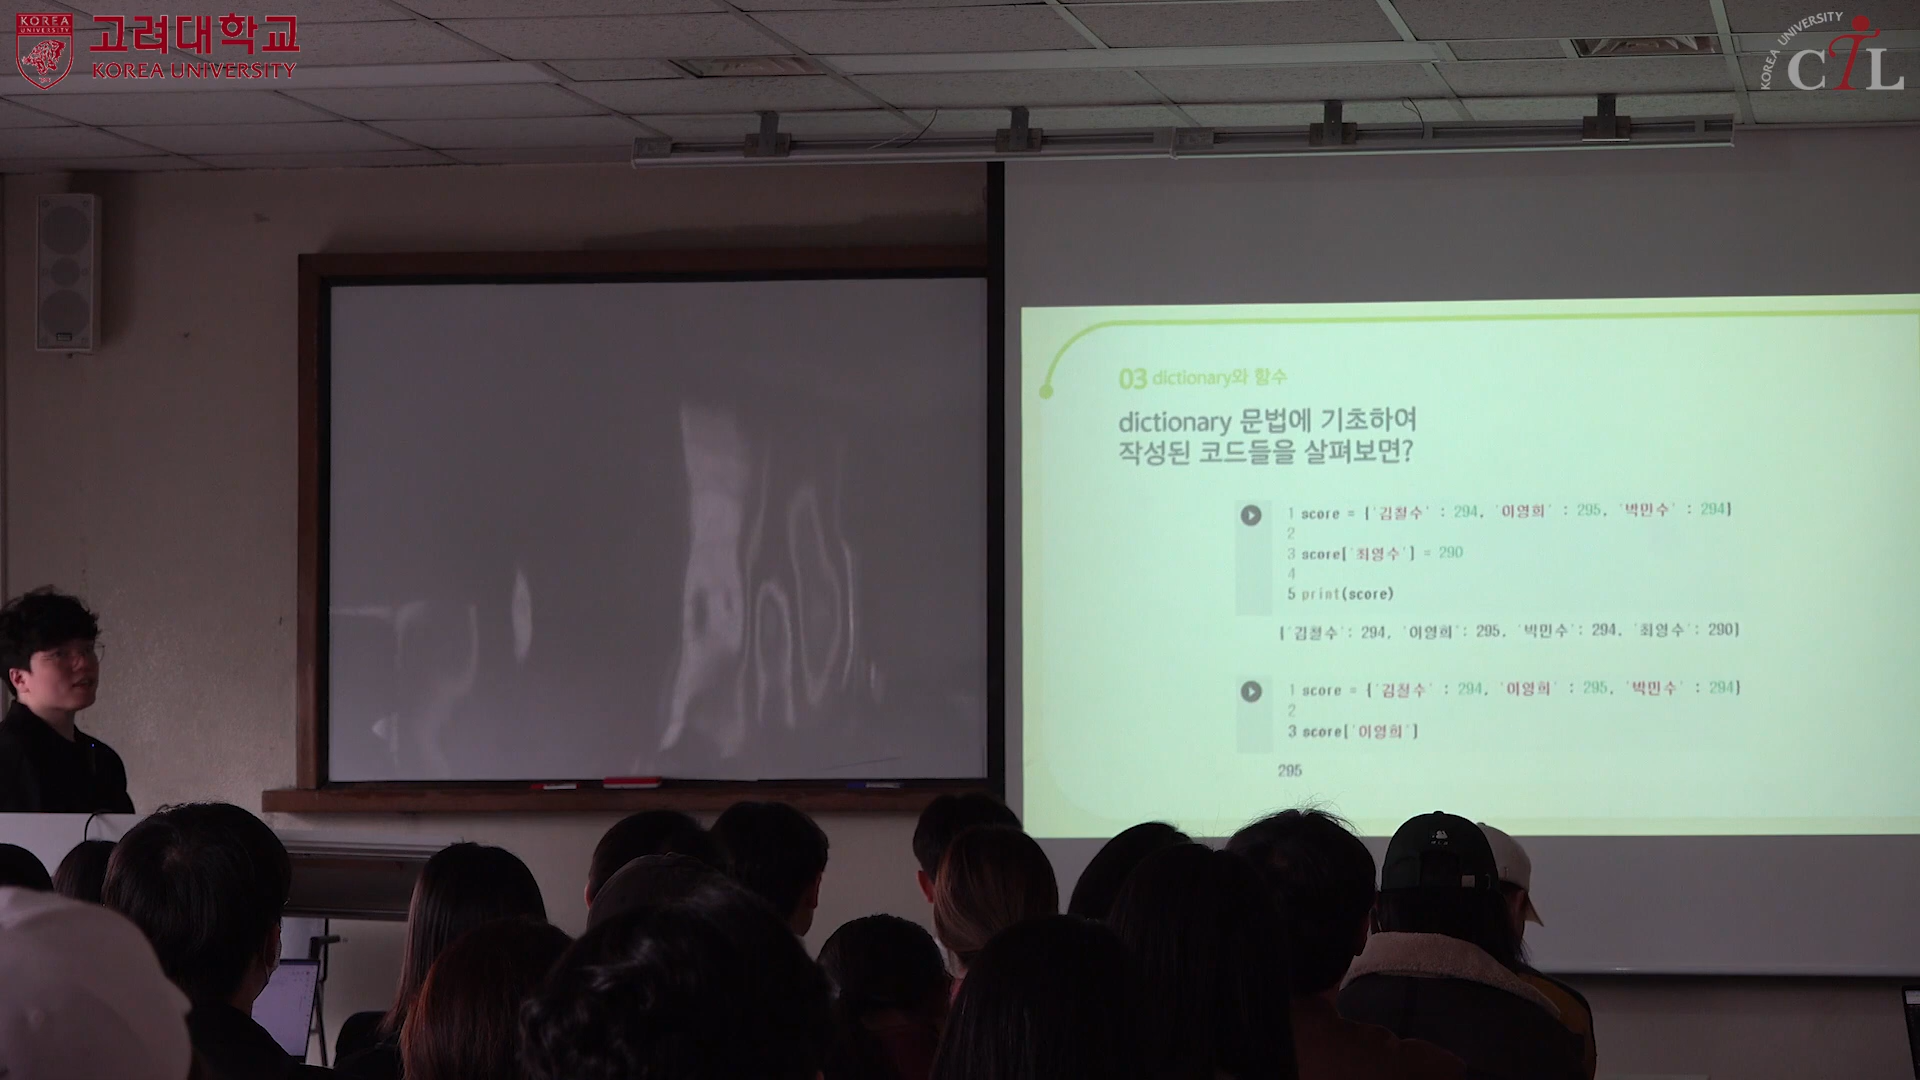 KOREA
UNIVERSITY
고려대학교
KOREA UNIVERSITY
KOREA UNIVERSITY
CTL
03 dictionary와 함수
dictionary 문법에 기초하여
작성된 코드들을 살펴보면?
1 score = {'김철수' : 294, '이영희' : 295, '박민수' : 294}
2
3 score['최영수'] = 290
4
5 print(score)
{'김철수': 294, '이영희': 295, '박민수': 294, '최영수': 290}
1 score = {'김철수' : 294, '이영희' : 295, '박민수' : 294}
2
3 score['이영희']
295